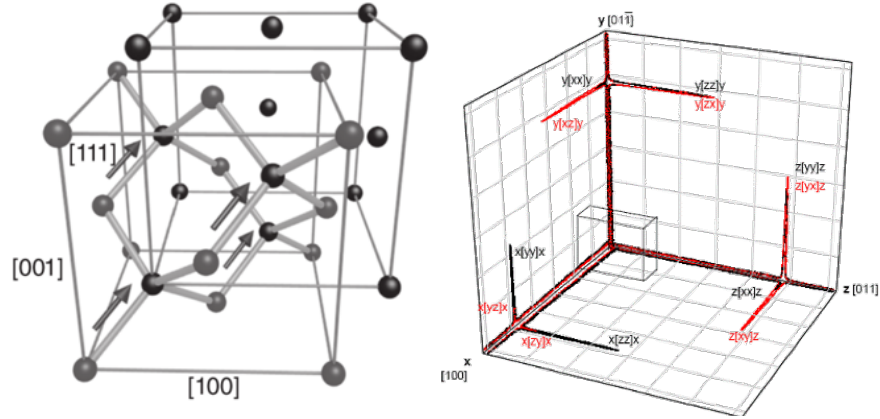 [111]
[001]
[100]
y [011̅]
y[xx]y
y[zz]y
y[xz]y
y[zx]y
z[yy]z
z[yx]z
x[yy]x
z[xx]z
z [011]
x[yz]x
x[zy]x
x[zz]x
z[xy]z
x
[100]